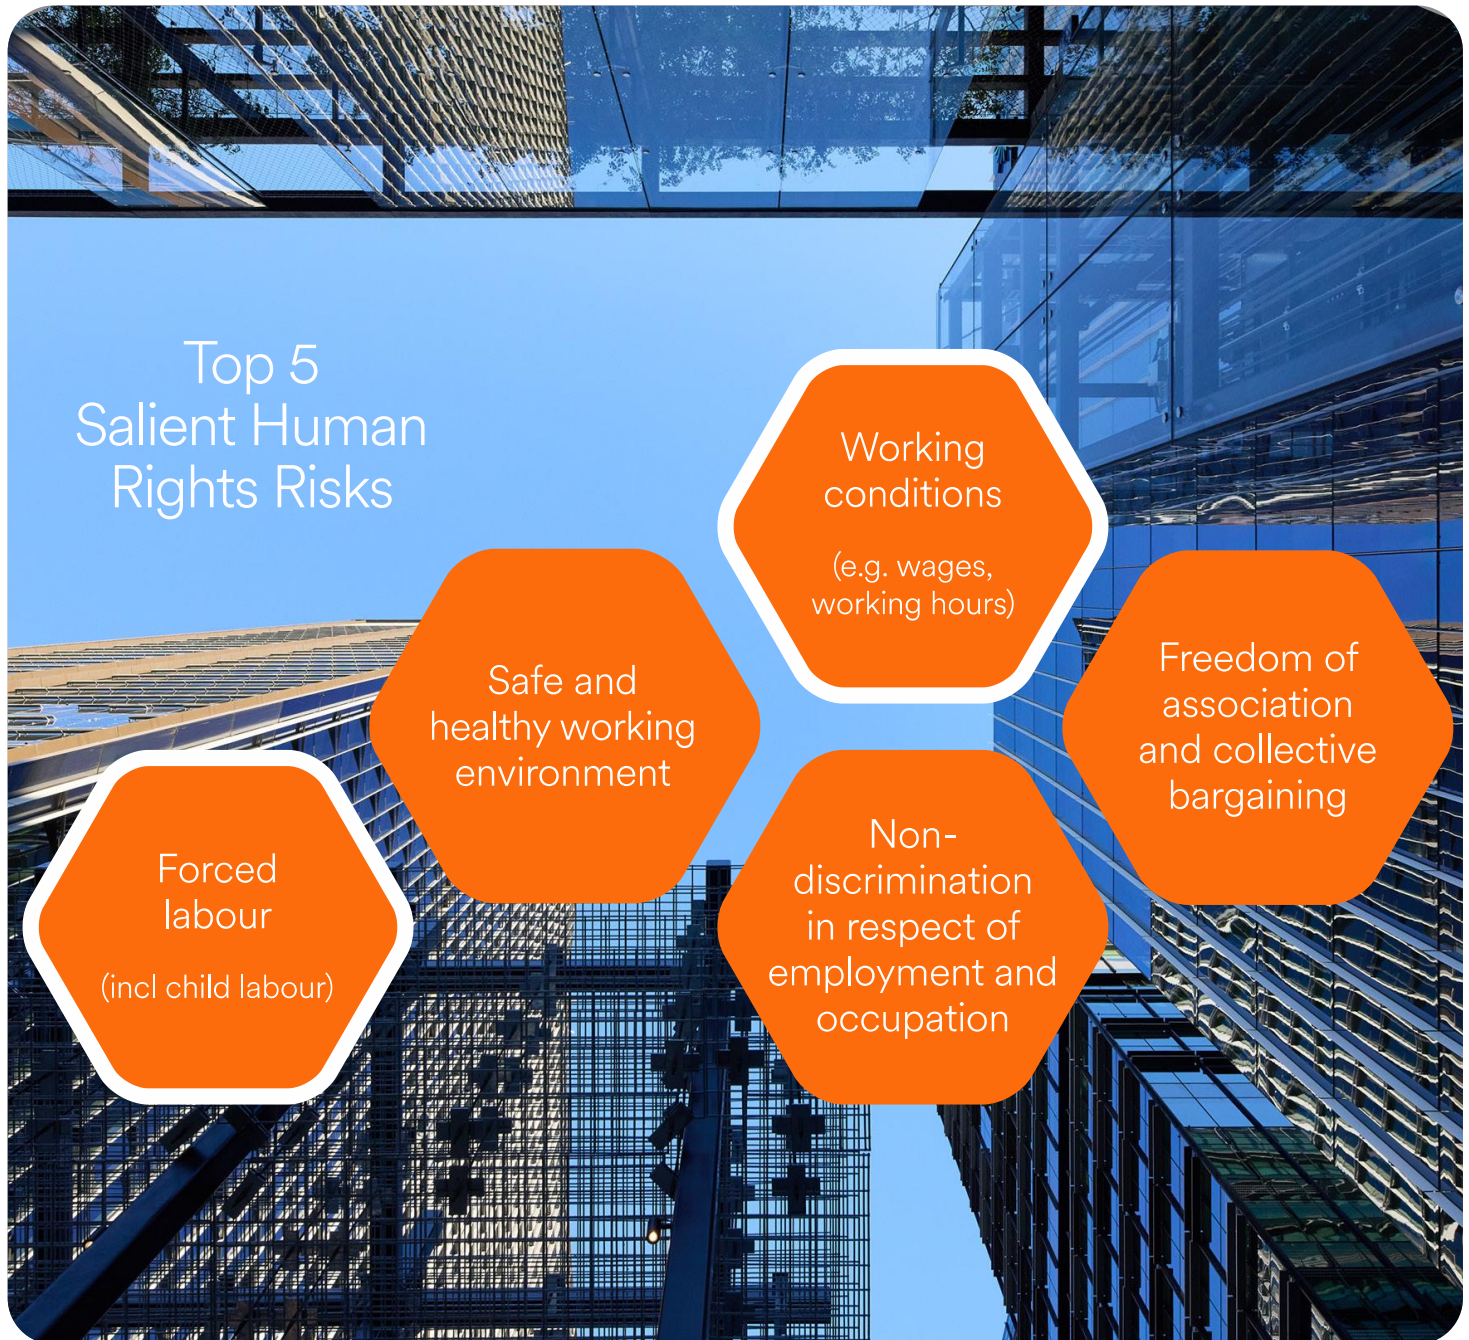 Top 5
Salient Human
Rights Risks
Forced
labour
(incl child labour)
Safe and
healthy working
environment
Working
conditions
(e.g. wages,
working hours)
Non-
discrimination
in respect of
employment and
occupation
Freedom of
association
and collective
bargaining